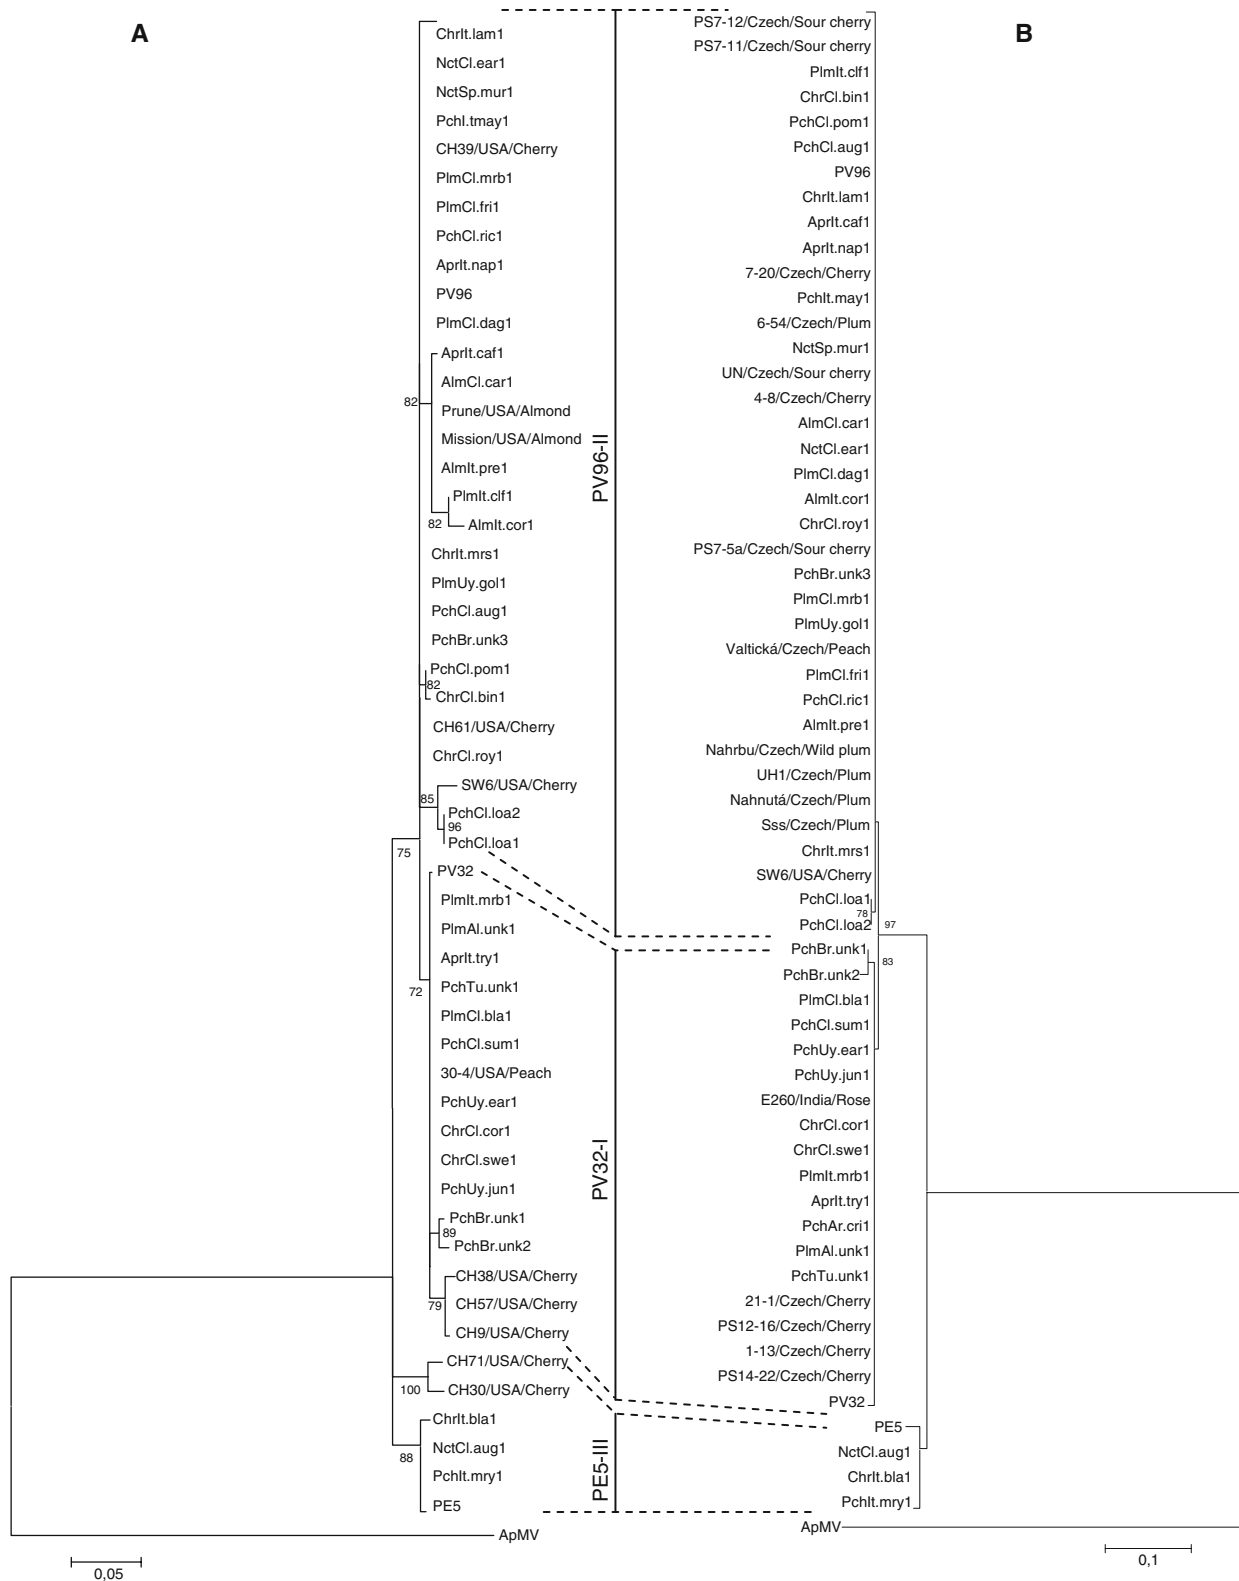 A
ChrIt.lam1
NctCl.ear1
NctSp.mur1
PchI.tmay1
CH39/USA/Cherry
PlmCl.mrb1
PlmCl.fri1
PchCl.ric1
AprIt.nap1
PV96
PlmCl.dag1
AprIt.caf1
AlmCl.car1
82
Prune/USA/Almond
Mission/USA/Almond
AlmIt.pre1
PlmIt.clf1
82
AlmIt.cor1
ChrIt.mrs1
PlmUy.gol1
PchCl.aug1
PchBr.unk3
PchCl.pom1
82
ChrCl.bin1
CH61/USA/Cherry
ChrCl.roy1
SW6/USA/Cherry
85
PchCl.loa2
96
PchCl.loa1
75
PV32
PlmIt.mrb1
PlmAl.unk1
AprIt.try1
72
PchTu.unk1
PlmCl.bla1
PchCl.sum1
30-4/USA/Peach
PchUy.ear1
ChrCl.cor1
ChrCl.swe1
PchUy.jun1
PchBr.unk1
89
PchBr.unk2
CH38/USA/Cherry
79
CH57/USA/Cherry
CH9/USA/Cherry
CH71/USA/Cherry
100
CH30/USA/Cherry
ChrIt.bla1
NctCl.aug1
88
PchIt.mry1
PE5
ApMV
0,05
PV96-II
PV32-I
PE5-III
B
PS7-12/Czech/Sour cherry
PS7-11/Czech/Sour cherry
PlmIt.clf1
ChrCl.bin1
PchCl.pom1
PchCl.aug1
PV96
ChrIt.lam1
AprIt.caf1
AprIt.nap1
7-20/Czech/Cherry
PchIt.may1
6-54/Czech/Plum
NctSp.mur1
UN/Czech/Sour cherry
4-8/Czech/Cherry
AlmCl.car1
NctCl.ear1
PlmCl.dag1
AlmIt.cor1
ChrCl.roy1
PS7-5a/Czech/Sour cherry
PchBr.unk3
PlmCl.mrb1
PlmUy.gol1
Valtická/Czech/Peach
PlmCl.fri1
PchCl.ric1
AlmIt.pre1
Nahrbu/Czech/Wild plum
UH1/Czech/Plum
Nahnutá/Czech/Plum
Sss/Czech/Plum
ChrIt.mrs1
SW6/USA/Cherry
PchCl.loa1
78
PchCl.loa2
97
PchBr.unk1
83
PchBr.unk2
PlmCl.bla1
PchCl.sum1
PchUy.ear1
PchUy.jun1
E260/India/Rose
ChrCl.cor1
ChrCl.swe1
PlmIt.mrb1
AprIt.try1
PchAr.cri1
PlmAl.unk1
PchTu.unk1
21-1/Czech/Cherry
PS12-16/Czech/Cherry
1-13/Czech/Cherry
PS14-22/Czech/Cherry
PV32
PE5
NctCl.aug1
ChrIt.bla1
PchIt.mry1
ApMV
0,1